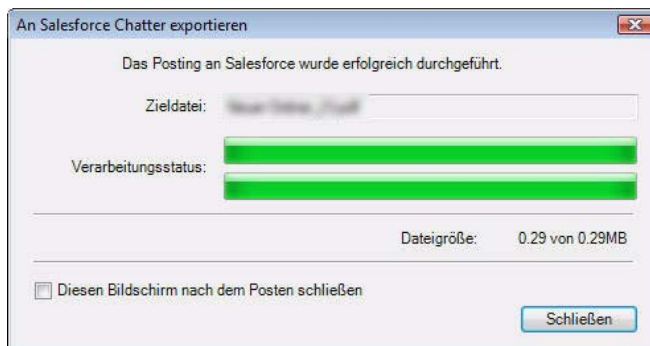 An Salesforce Chatter exportieren
Das Posting an Salesforce wurde erfolgreich durchgeführt.
Zieldatei:
Verarbeitungsstatus:
Dateigröße: 0.29 von 0.29MB
Diesen Bildschirm nach dem Posten schließen
Schließen